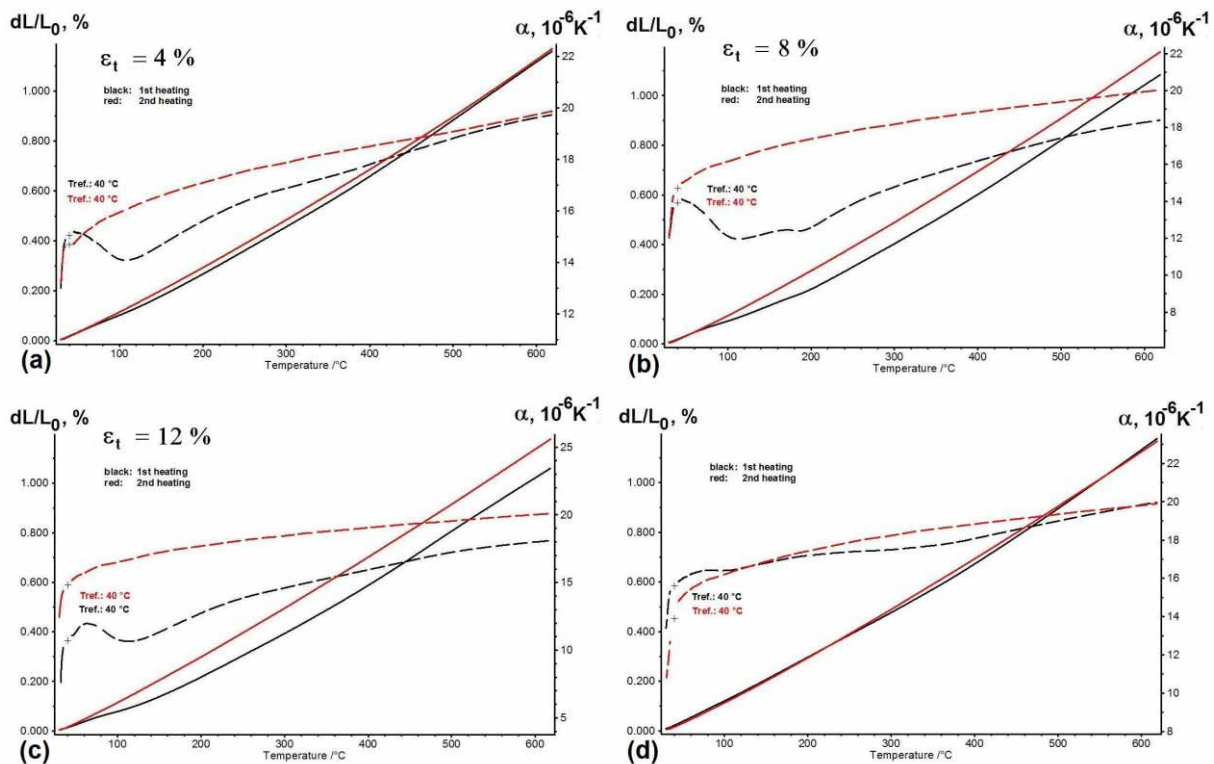 dL/L₀, %
α, 10⁻⁶K⁻¹
εₜ = 4 %
black: 1st heating
red: 2nd heating
Tref.: 40 °C
Tref.: 40 °C
1.000
0.800
0.600
0.400
0.200
0.000
22
20
18
16
14
12
100 200 300 400 500 600
Temperature /°C
(a)
dL/L₀, %
α, 10⁻⁶K⁻¹
εₜ = 8 %
black: 1st heating
red: 2nd heating
Tref.: 40 °C
Tref.: 40 °C
1.000
0.800
0.600
0.400
0.200
0.000
22
20
18
16
14
12
10
8
100 200 300 400 500 600
Temperature /°C
(b)
dL/L₀, %
α, 10⁻⁶K⁻¹
εₜ = 12 %
black: 1st heating
red: 2nd heating
Tref.: 40 °C
Tref.: 40 °C
1.000
0.800
0.600
0.400
0.200
0.000
25
20
15
10
5
100 200 300 400 500 600
Temperature /°C
(c)
dL/L₀, %
α, 10⁻⁶K⁻¹
black: 1st heating
red: 2nd heating
Tref.: 40 °C
Tref.: 40 °C
1.000
0.800
0.600
0.400
0.200
0.000
22
20
18
16
14
12
10
8
100 200 300 400 500 600
Temperature /°C
(d)